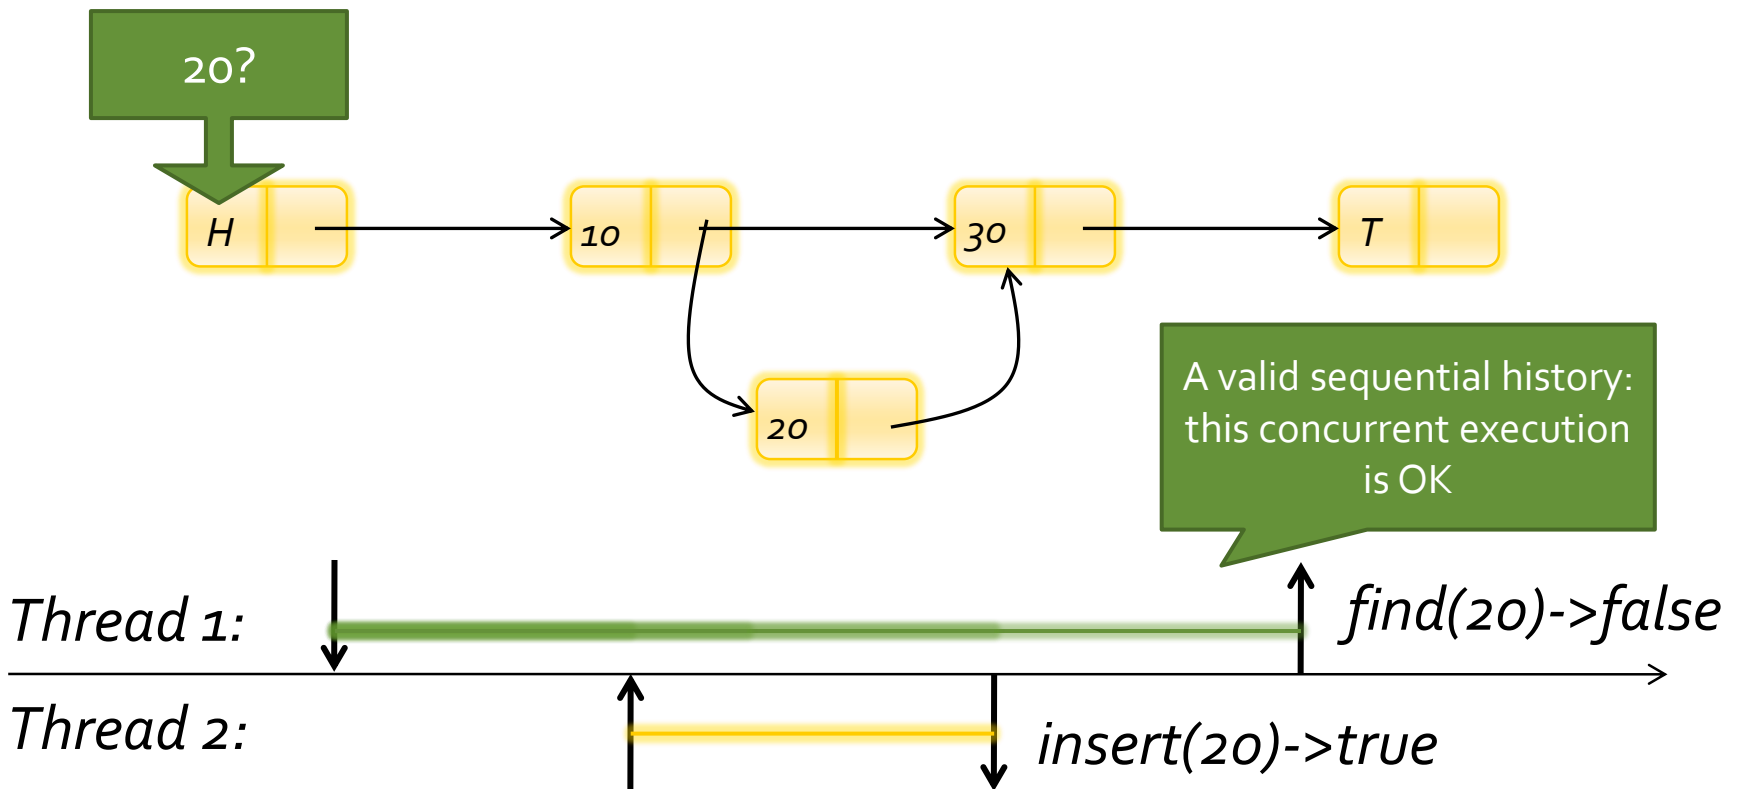 20?
H
10
30
T
20
A valid sequential history:
this concurrent execution
is OK
Thread 1:
find(20)->false
Thread 2:
insert(20)->true